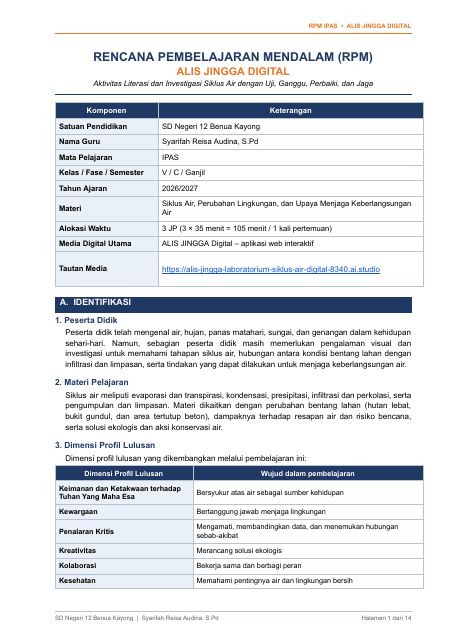 RPM IPAS • ALIS JINGGA DIGITAL
RENCANA PEMBELAJARAN MENDALAM (RPM)
ALIS JINGGA DIGITAL
Aktivitas Literasi dan Investigasi Siklus Air dengan Uji, Ganggu, Perbaiki, dan Jaga
Komponen Keterangan
Satuan Pendidikan SD Negeri 12 Benua Kayong
Nama Guru Syarifah Reisa Audina, S.Pd
Mata Pelajaran IPAS
Kelas / Fase / Semester V / C / Ganjil
Tahun Ajaran 2026/2027
Materi Siklus Air, Perubahan Lingkungan, dan Upaya Menjaga Keberlangsungan
Air
Alokasi Waktu 3 JP (3 × 35 menit = 105 menit / 1 kali pertemuan)
Media Digital Utama ALIS JINGGA Digital – aplikasi web interaktif
Tautan Media https://alis-jingga-laboratorium-siklus-air-digital-8340.ai.studio
A. IDENTIFIKASI
1. Peserta Didik
Peserta didik telah mengenal air, hujan, panas matahari, sungai, dan genangan dalam kehidupan
sehari-hari. Namun, sebagian peserta didik masih memerlukan pengalaman visual dan
investigasi untuk memahami tahapan siklus air, hubungan antara kondisi bentang lahan dengan
infiltrasi dan limpasan, serta tindakan yang dapat dilakukan untuk menjaga keberlangsungan air.
2. Materi Pelajaran
Siklus air meliputi evaporasi dan transpirasi, kondensasi, presipitasi, infiltrasi dan perkolasi, serta
pengumpulan dan limpasan. Materi dikaitkan dengan perubahan bentang lahan (hutan lebat,
bukit gundul, dan area tertutup beton), dampaknya terhadap resapan air dan risiko bencana,
serta solusi ekologis dan aksi konservasi air.
3. Dimensi Profil Lulusan
Dimensi profil lulusan yang dikembangkan melalui pembelajaran ini:
Dimensi Profil Lulusan Wujud dalam pembelajaran
Keimanan dan Ketakwaan terhadap
Tuhan Yang Maha Esa Bersyukur atas air sebagai sumber kehidupan
Kewargaan Bertanggung jawab menjaga lingkungan
Penalaran Kritis Mengamati, membandingkan data, dan menemukan hubungan
sebab-akibat
Kreativitas Merancang solusi ekologis
Kolaborasi Bekerja sama dan berbagi peran
Kesehatan Memahami pentingnya air dan lingkungan bersih
SD Negeri 12 Benua Kayong | Syarifah Reisa Audina, S.Pd Halaman 1 dari 14